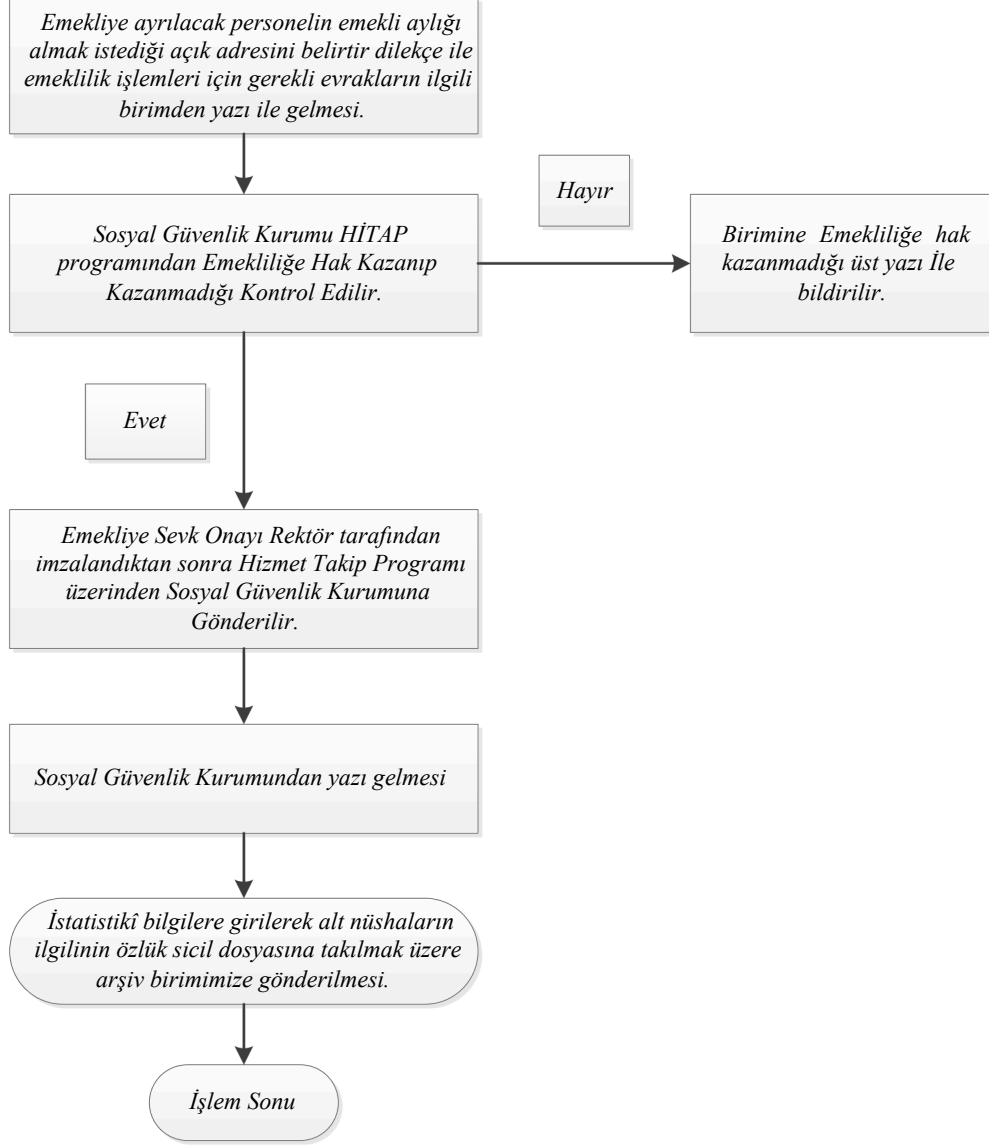 Emekliye ayrılacak personelin emekli aylığı
almak istediği açık adresini belirtir dilekçe ile
emeklilik işlemleri için gerekli evrakların ilgili
birimden yazı ile gelmesi.
Hayır
Sosyal Güvenlik Kurumu HİTAP
programından Emekliliğe Hak Kazanıp
Kazanmadığı Kontrol Edilir.
Birimine Emekliliğe hak
kazanmadığı üst yazı İle
bildirilir.
Evet
Emekliye Sevk Onayı Rektör tarafından
imzalandıktan sonra Hizmet Takip Programı
üzerinden Sosyal Güvenlik Kurumuna
Gönderilir.
Sosyal Güvenlik Kurumundan yazı gelmesi
İstatistikî bilgilere girilerek alt nüshaların
ilgilinin özlük sicil dosyasına takılmak üzere
arşiv birimimize gönderilmesi.
İşlem Sonu